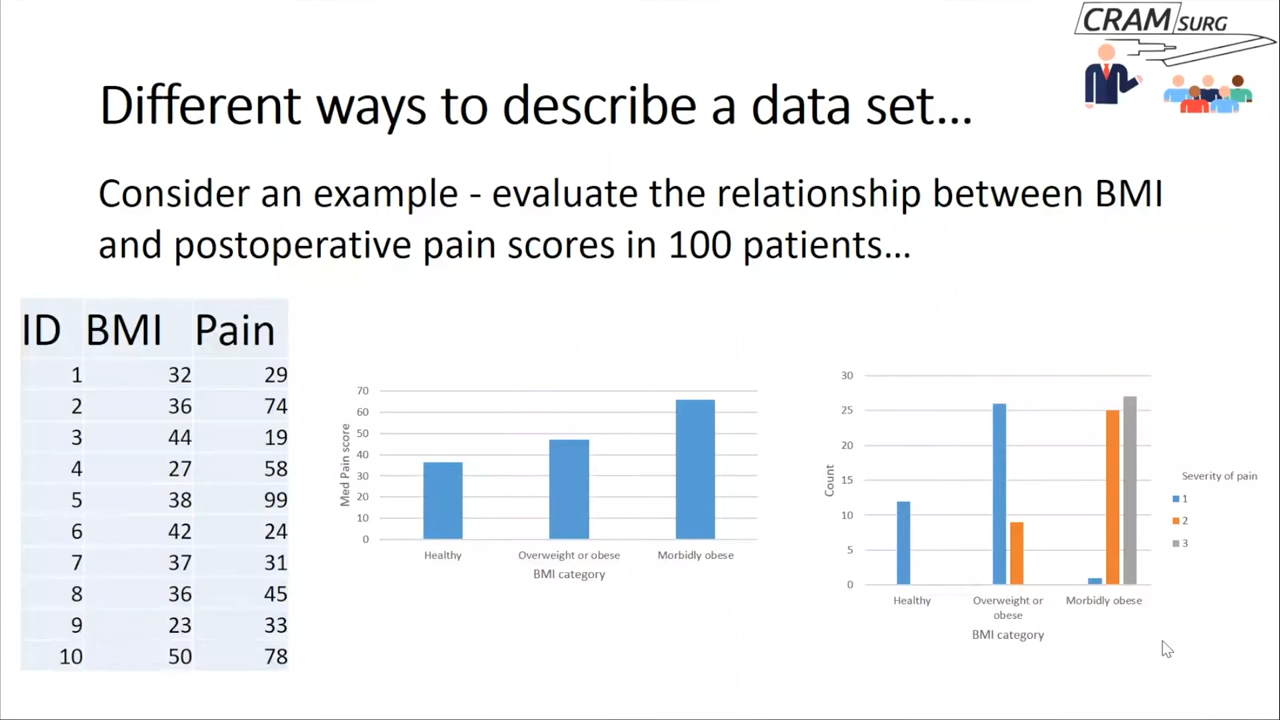 CRAM SURG
Different ways to describe a data set...
Consider an example - evaluate the relationship between BMI
and postoperative pain scores in 100 patients...
ID BMI Pain
1 32 29
2 36 74
3 44 19
4 27 58
5 38 99
6 42 24
7 37 31
8 36 45
9 23 33
10 50 78
70
60
50
40
30
20
10
0
Med Pain score
Healthy Overweight or obese Morbidly obese
BMI category
30
25
20
15
10
5
0
Count
Healthy Overweight or Morbidly obese
obese
BMI category
Severity of pain
1
2
3